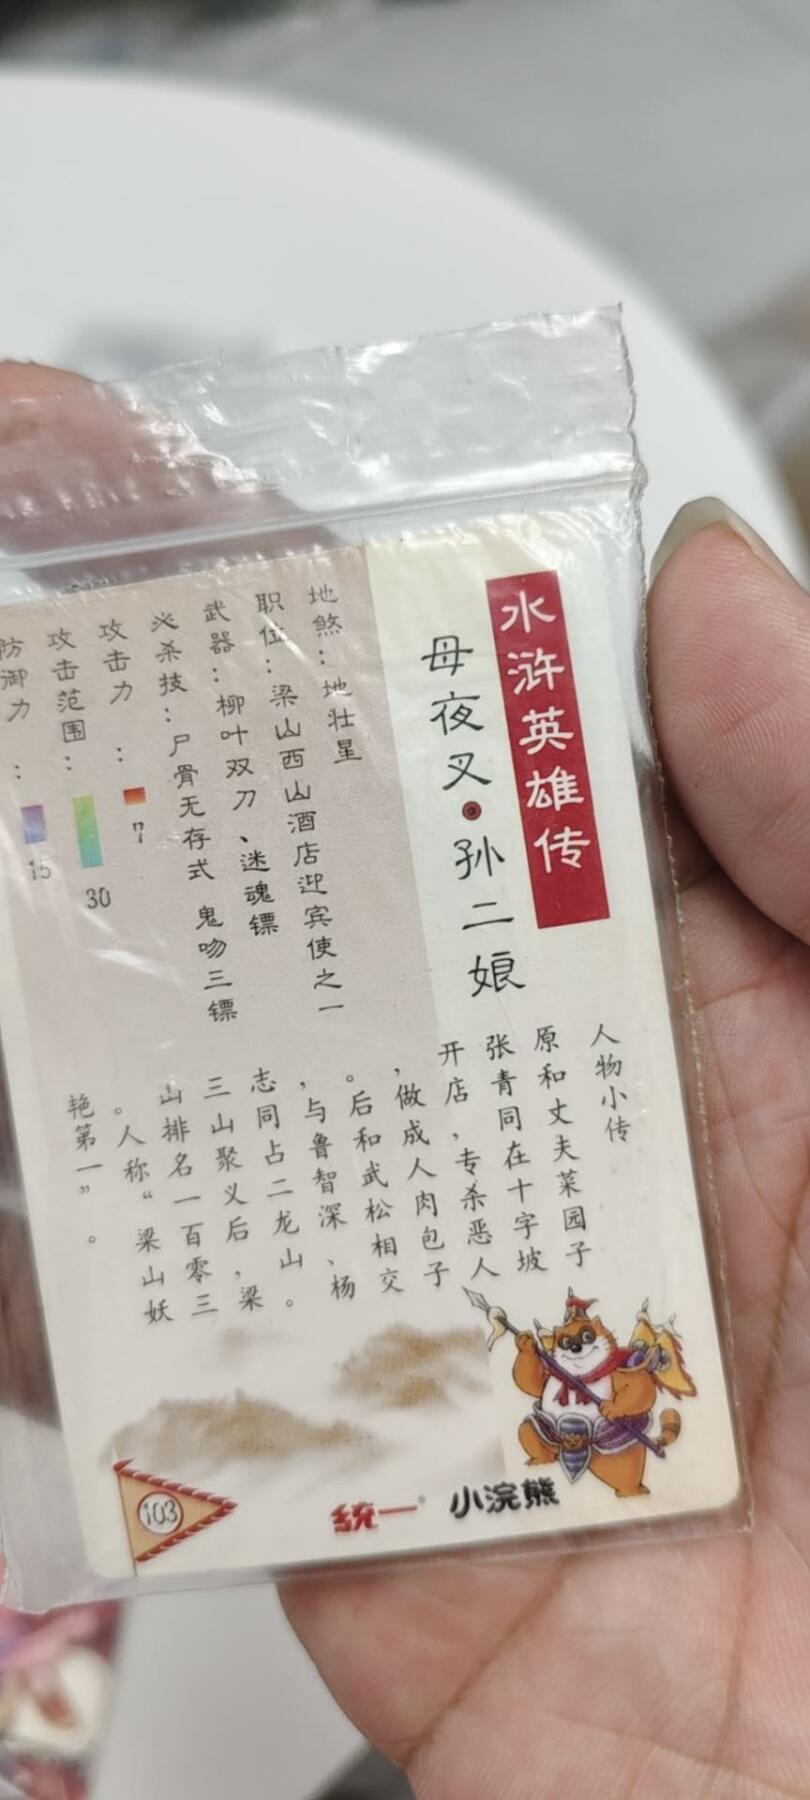 水浒英雄传
母夜叉•孙二娘
地煞：地壮星
职位：梁山西山酒店迎宾使之一
武器：柳叶双刀、迷魂镖
必杀技：尸骨无存式 鬼吻三镖
攻击力：7
攻击范围：30
防御力：15
人物小传
原和丈夫菜园子
张青同在十字坡
开店，专杀恶人
，做成人肉包子
。后和武松相交
，与鲁智深、杨
志同占二龙山。
三山聚义后，梁
山排名一百零三
。人称“梁山妖
艳第一”。
103
统一® 小浣熊